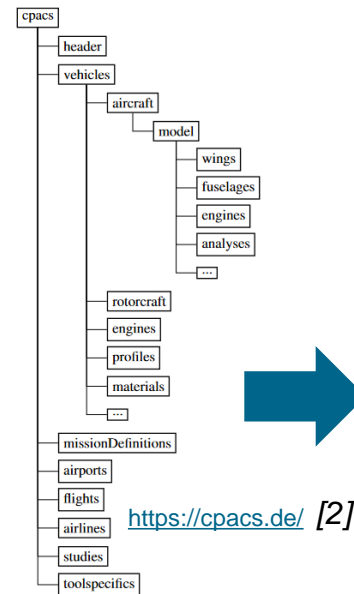 cpacs
header
vehicles
aircraft
model
wings
fuselages
engines
analyses
...
rotorcraft
engines
profiles
materials
...
missionDefinitions
airports
flights
airlines
studies
toolspecifics
https://cpacs.de/ [2]